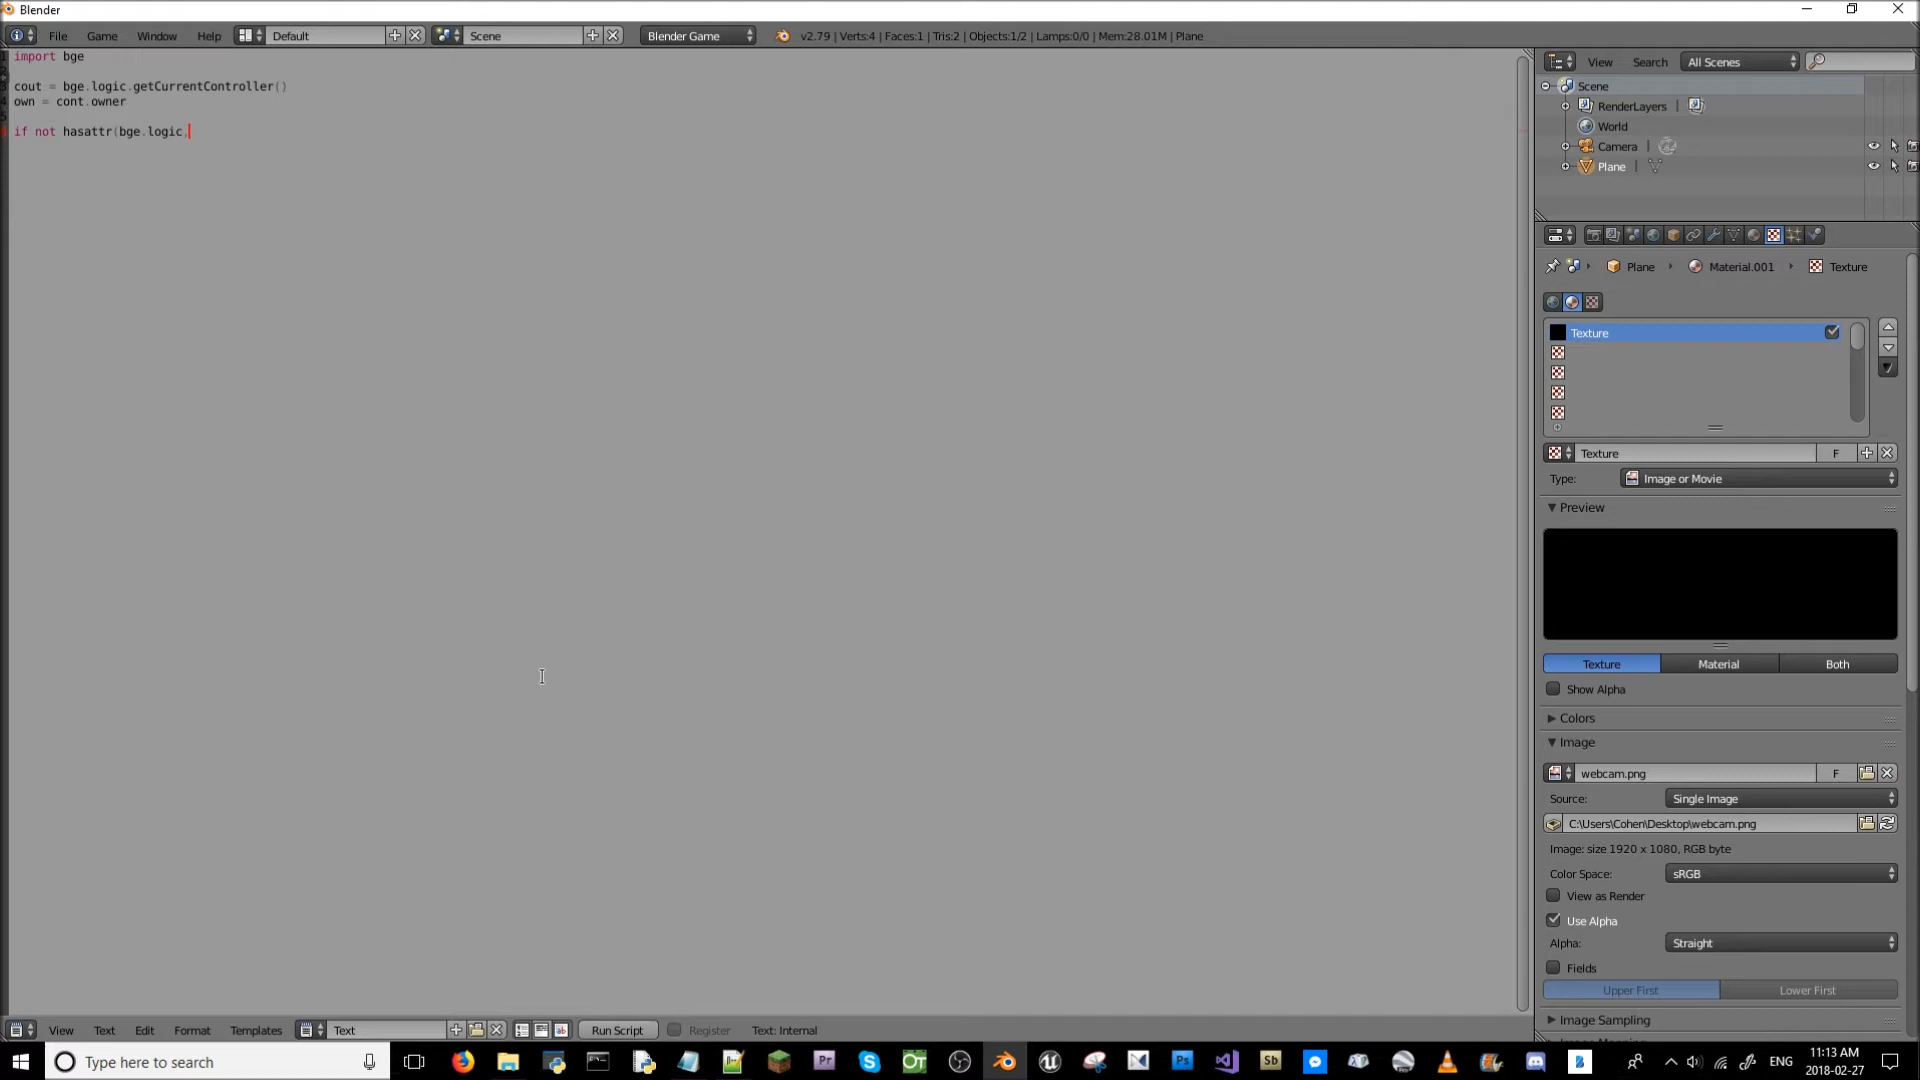 Blender
File Game Window Help Default Scene Blender Game v2.79 | Verts:4 | Faces:1 | Tris:2 | Objects:1/2 | Lamps:0/0 | Mem:28.01M | Plane
import bge
cout = bge.logic.getCurrentController()
own = cont.owner
if not hasattr(bge.logic,
View Search All Scenes
Scene
RenderLayers
World
Camera
Plane
Plane Material.001 Texture
Texture
Texture F
Type: Image or Movie
Preview
Texture Material Both
Show Alpha
Colors
Image
webcam.png F
Source: Single Image
C:\Users\Cohen\Desktop\webcam.png
Image: size 1920 x 1080, RGB byte
Color Space: sRGB
View as Render
Use Alpha
Alpha: Straight
Fields
Upper First Lower First
Image Sampling
View Text Edit Format Templates Text Run Script Register Text: Internal
Type here to search
Pr
OT
Ps
Sb
ENG
11:13 AM
2018-02-27